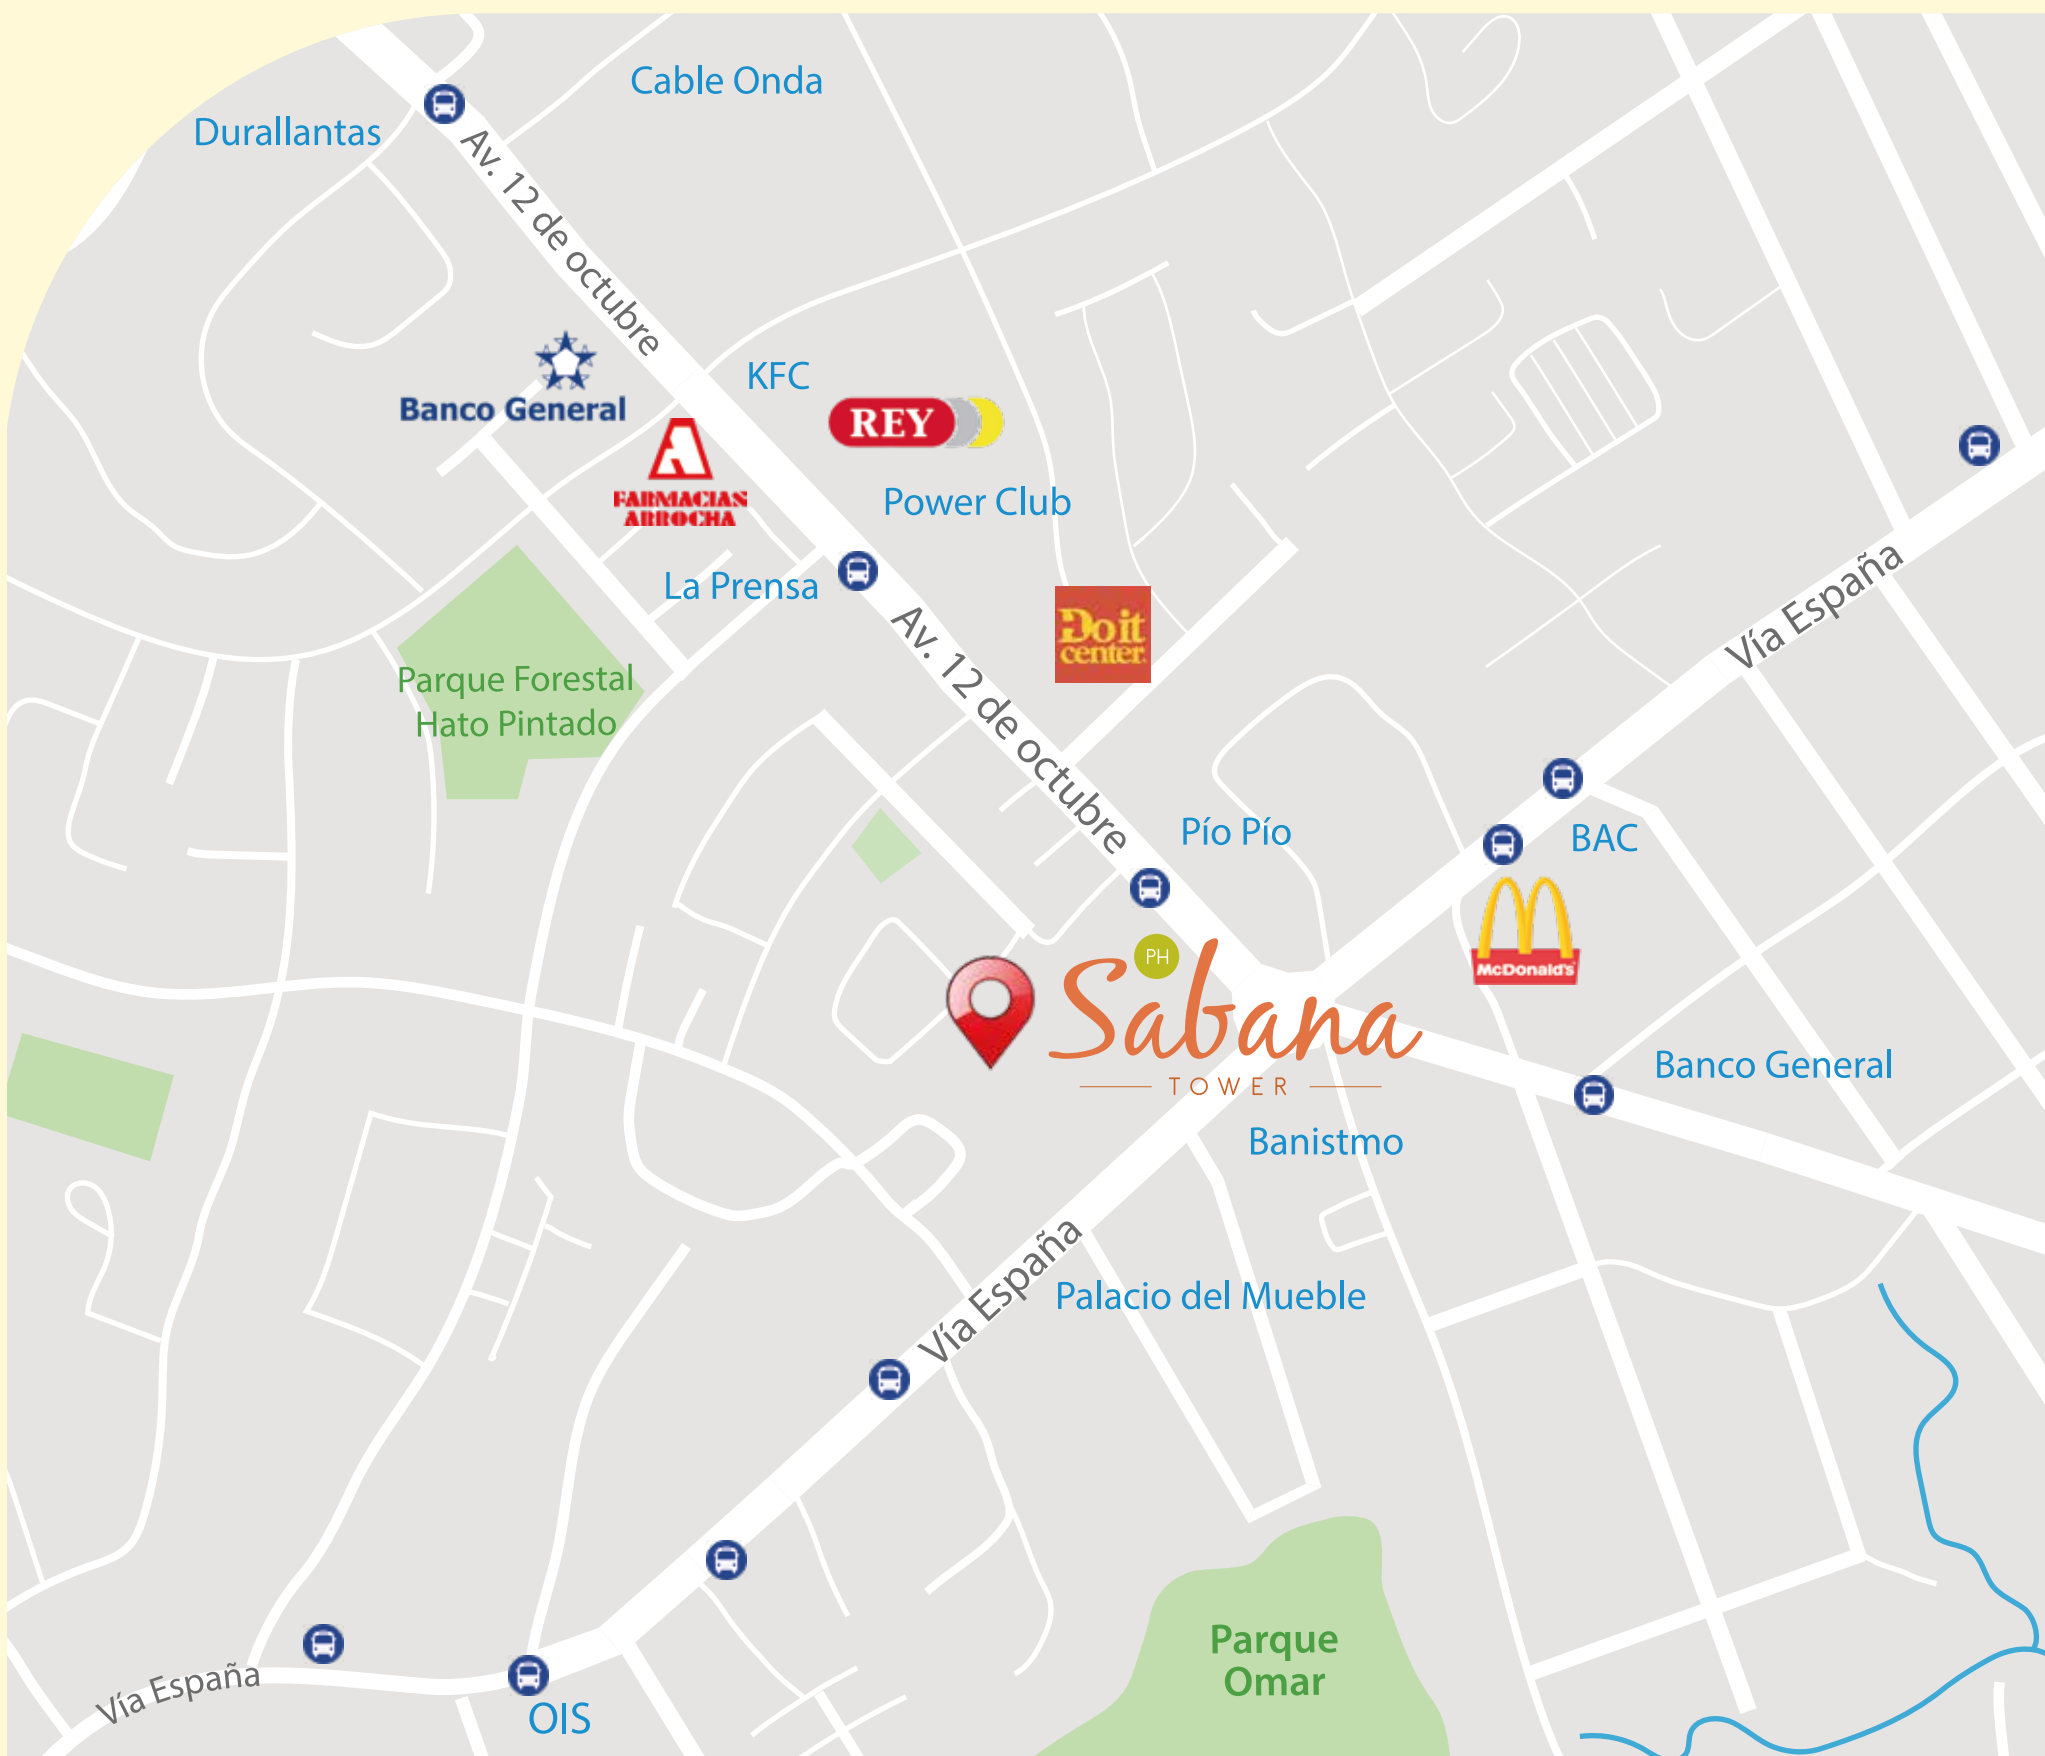 Cable Onda
Durallantas
Av. 12 de octubre
KFC
Banco General
REY
FARMACIAS
ARROCHA
Power Club
La Prensa
Doit
center
Vía España
Parque Forestal
Hato Pintado
Av. 12 de octubre
Pío Pío
BAC
McDonald's
PH
Sabana
TOWER
Banco General
Banistmo
Vía España
Palacio del Mueble
Parque
Omar
Vía España
OIS